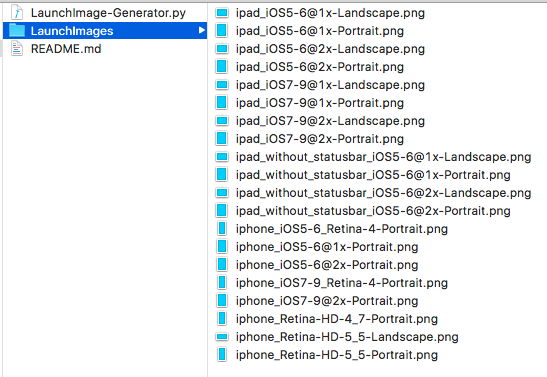 LaunchImage-Generator.py
LaunchImages
README.md
ipad_iOS5-6@1x-Landscape.png
ipad_iOS5-6@1x-Portrait.png
ipad_iOS5-6@2x-Landscape.png
ipad_iOS5-6@2x-Portrait.png
ipad_iOS7-9@1x-Landscape.png
ipad_iOS7-9@1x-Portrait.png
ipad_iOS7-9@2x-Landscape.png
ipad_iOS7-9@2x-Portrait.png
ipad_without_statusbar_iOS5-6@1x-Landscape.png
ipad_without_statusbar_iOS5-6@1x-Portrait.png
ipad_without_statusbar_iOS5-6@2x-Landscape.png
ipad_without_statusbar_iOS5-6@2x-Portrait.png
iphone_iOS5-6_Retina-4-Portrait.png
iphone_iOS5-6@1x-Portrait.png
iphone_iOS5-6@2x-Portrait.png
iphone_iOS7-9_Retina-4-Portrait.png
iphone_iOS7-9@2x-Portrait.png
iphone_Retina-HD-4_7-Portrait.png
iphone_Retina-HD-5_5-Landscape.png
iphone_Retina-HD-5_5-Portrait.png